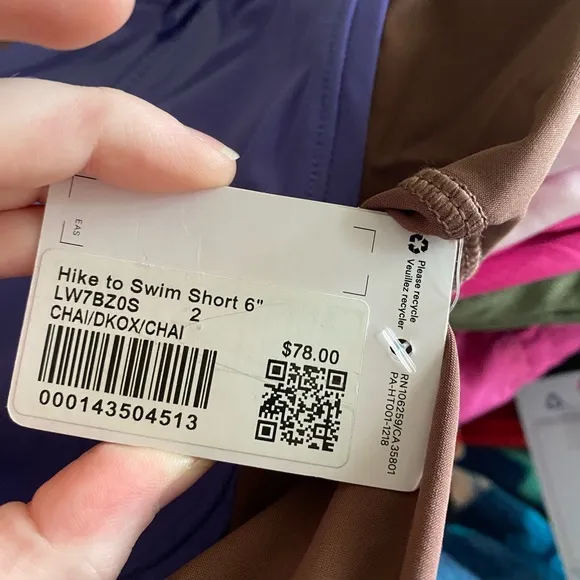 EAS
Hike to Swim Short 6"
LW7BZ0S 2
CHAI/DKOX/CHAI
$78.00
000143504513
Please recycle
Veuillez recycler
RN106259/CA35801
PA-HT001-1218